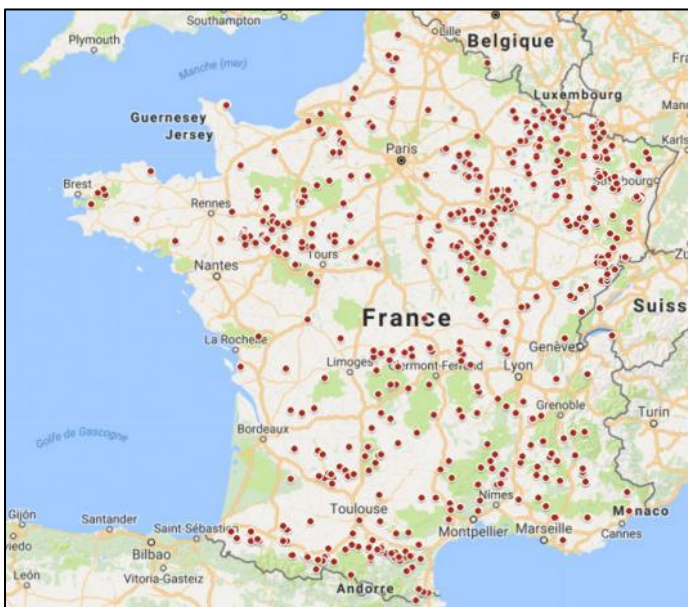 Southampton
Plymouth
Lille
Belgique
Manche (mer)
Luxembourg
Guernesey
Jersey
Paris
Brest
Rennes
Tours
Nantes
France
Suiss
La Rochelle
Limoges
Clermont-Ferrand
Lyon
Genève
Grenoble
Turin
Golfe de Gascogne
Bordeaux
Toulouse
Nîmes
Monaco
Gijón
Santander
Saint-Sébastien
Montpellier
Marseille
Cannes
Bilbao
Vitoria-Gasteiz
León
Andorre